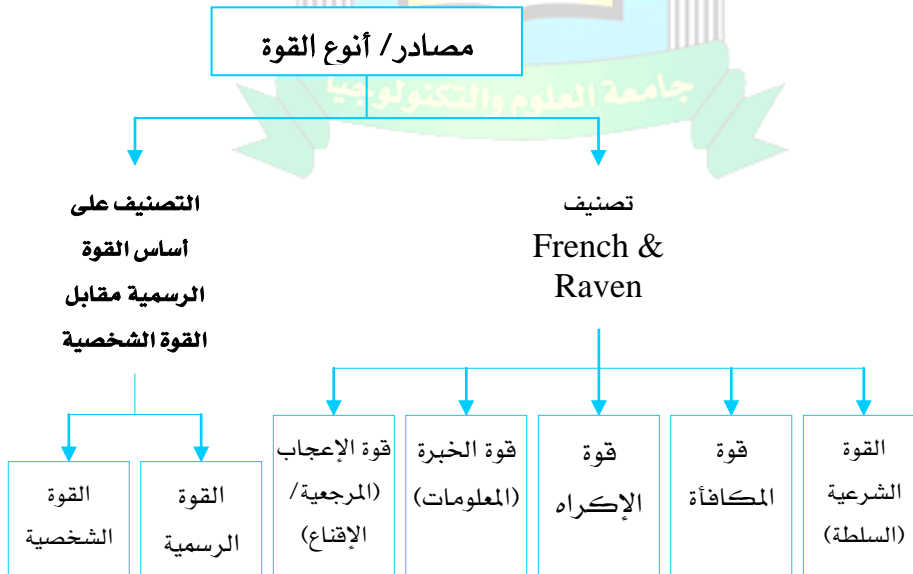 مصادر/ أنوع القوة
جامعة العلوم والتكنولوجيا
تصنيف
French &
Raven
التصنيف على
أساس القوة
الرسمية مقابل
القوة الشخصية
القوة
الشرعية
(السلطة)
قوة
المكافأة
قوة
الإكراه
قوة الخبرة
(المعلومات)
قوة الإعجاب
(المرجعية/
الإقناع)
القوة
الرسمية
القوة
الشخصية